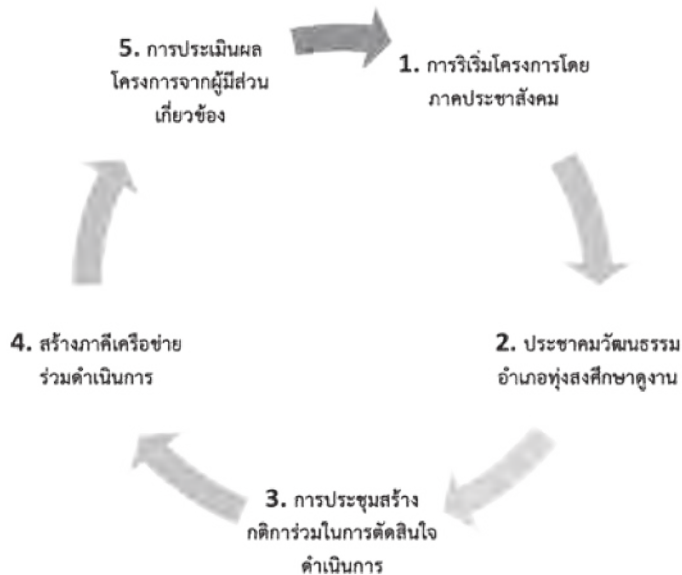 1. การริเริ่มโครงการโดย
ภาคประชาสังคม
2. ประชาคมวัฒนธรรม
อำเภอทุ่งสงศึกษาดูงาน
3. การประชุมสร้าง
กติการ่วมในการตัดสินใจ
ดำเนินการ
4. สร้างภาคีเครือข่าย
ร่วมดำเนินการ
5. การประเมินผล
โครงการจากผู้มีส่วน
เกี่ยวข้อง